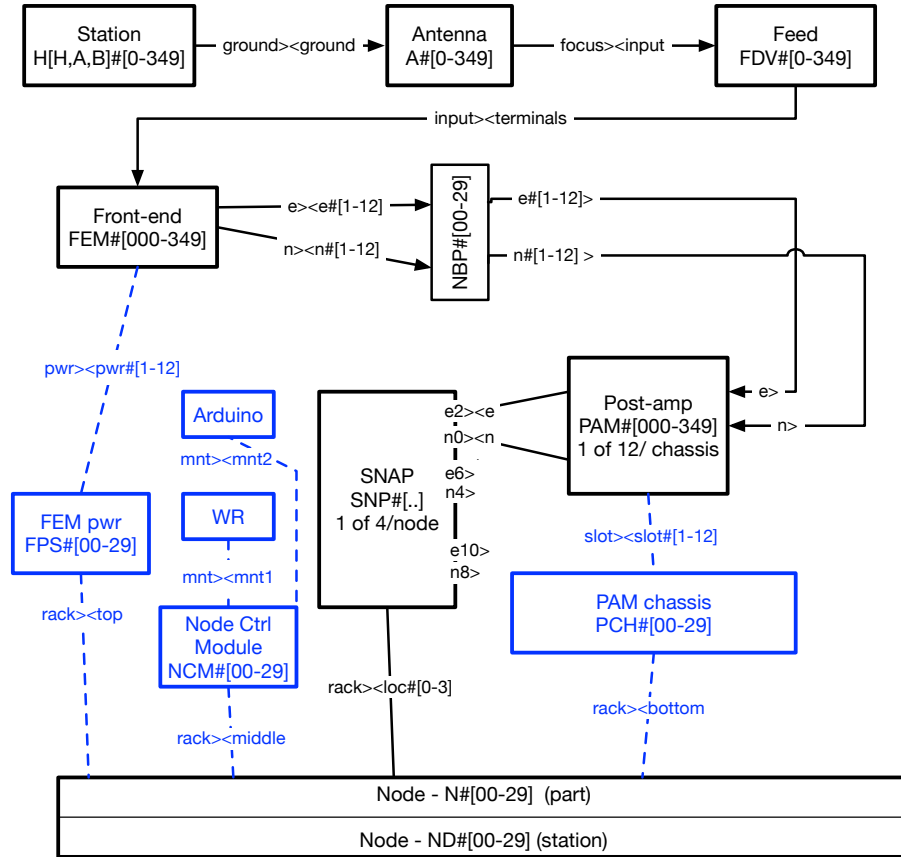 Station
H[H,A,B]#[0-349]
ground><ground
Antenna
A#[0-349]
focus><input
Feed
FDV#[0-349]
input><terminals
Front-end
FEM#[000-349]
e><e#[1-12]
n><n#[1-12]
NBP#[00-29]
e#[1-12]>
n#[1-12] >
pwr><pwr#[1-12]
Arduino
mnt><mnt2
WR
mnt><mnt1
FEM pwr
FPS#[00-29]
rack><top
Node Ctrl
Module
NCM#[00-29]
rack><middle
SNAP
SNP#[..]
1 of 4/node
e2><e
n0><n
e6>
n4>
e10>
n8>
rack><loc#[0-3]
Post-amp
PAM#[000-349]
1 of 12/ chassis
e>
n>
slot><slot#[1-12]
PAM chassis
PCH#[00-29]
rack><bottom
Node - N#[00-29] (part)
Node - ND#[00-29] (station)